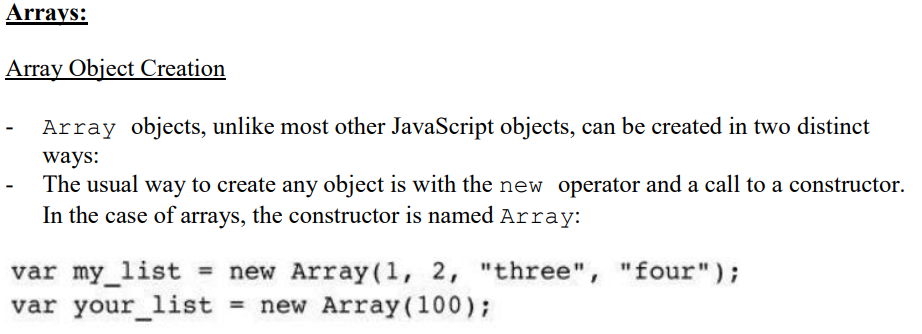 Arrays:
Array Object Creation
- Array objects, unlike most other JavaScript objects, can be created in two distinct
ways:
- The usual way to create any object is with the new operator and a call to a constructor.
In the case of arrays, the constructor is named Array:
var my_list = new Array(1, 2, "three", "four");
var your_list = new Array(100);